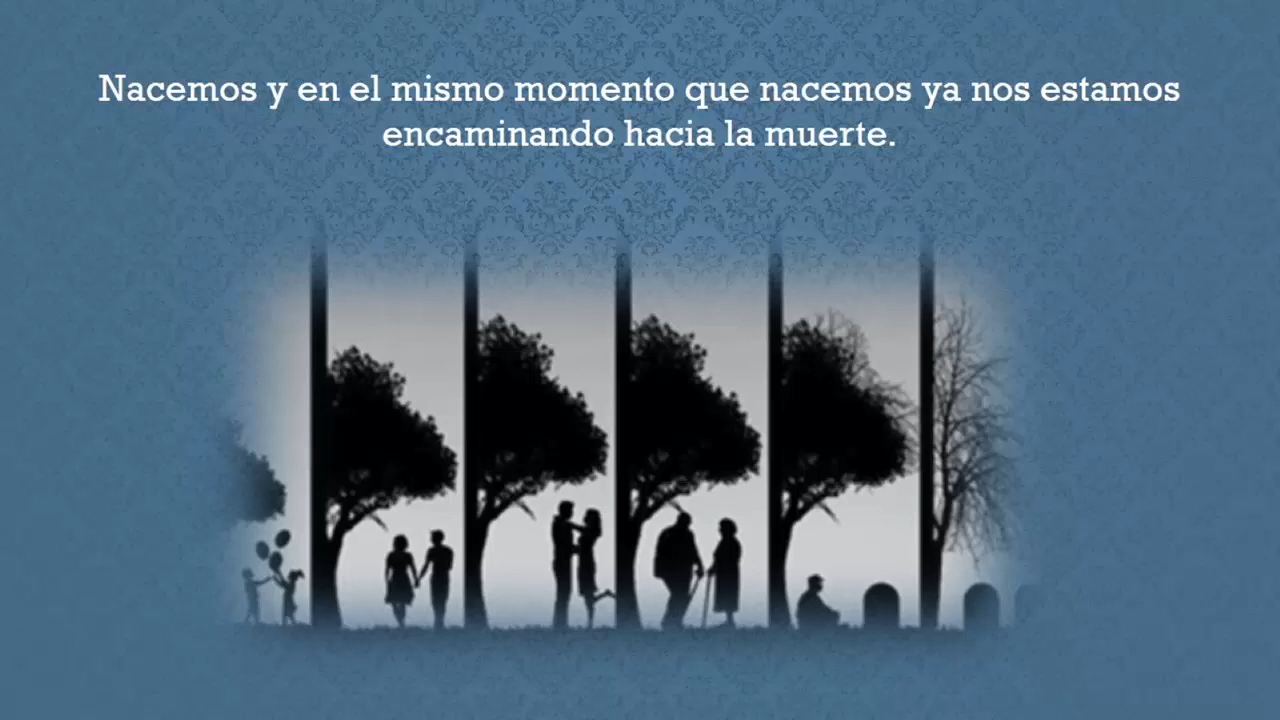 Nacemos y en el mismo momento que nacemos ya nos estamos
encaminando hacia la muerte.